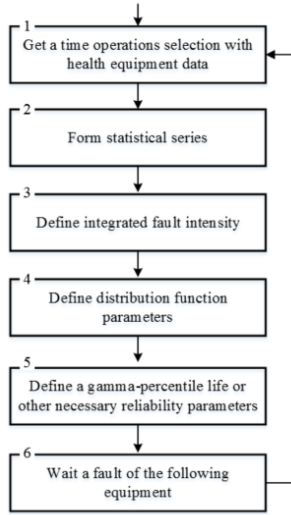 1
Get a time operations selection with
health equipment data
2
Form statistical series
3
Define integrated fault intensity
4
Define distribution function
parameters
5
Define a gamma-percentile life or
other necessary reliability parameters
6
Wait a fault of the following
equipment